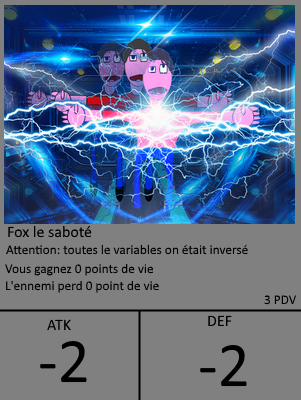 Fox le saboté
Attention: toutes le variables on était inversé
Vous gagnez 0 points de vie
L'ennemi perd 0 point de vie
3 PDV
ATK
DEF
-2
-2